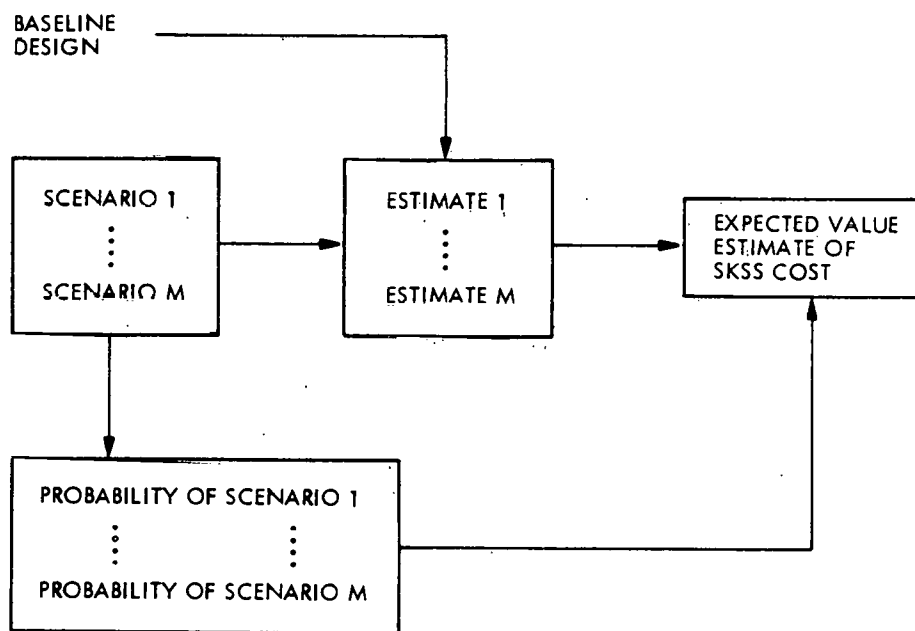 BASELINE
DESIGN
SCENARIO 1
SCENARIO M
ESTIMATE 1
ESTIMATE M
EXPECTED VALUE
ESTIMATE OF
SKSS COST
PROBABILITY OF SCENARIO 1
PROBABILITY OF SCENARIO M